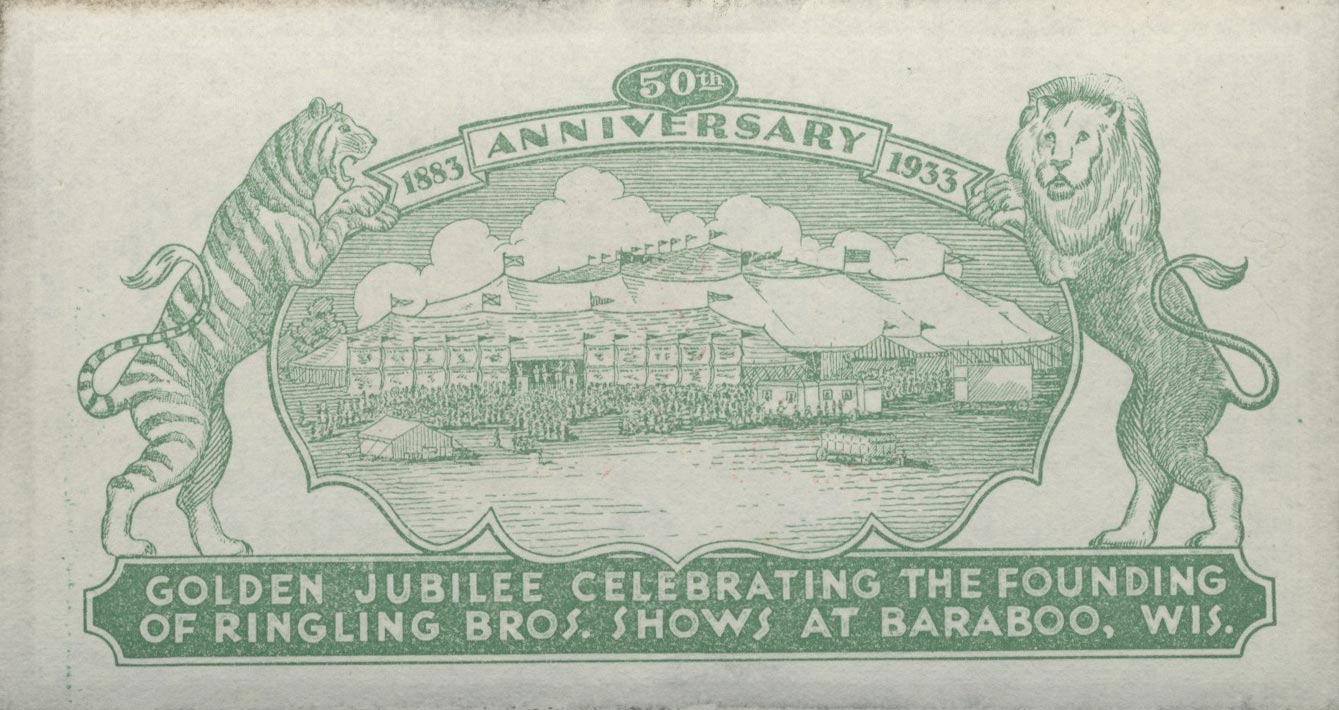 50th
ANNIVERSARY
1883
1933
GOLDEN JUBILEE CELEBRATING THE FOUNDING
OF RINGLING BROS. SHOWS AT BARABOO, WIS.